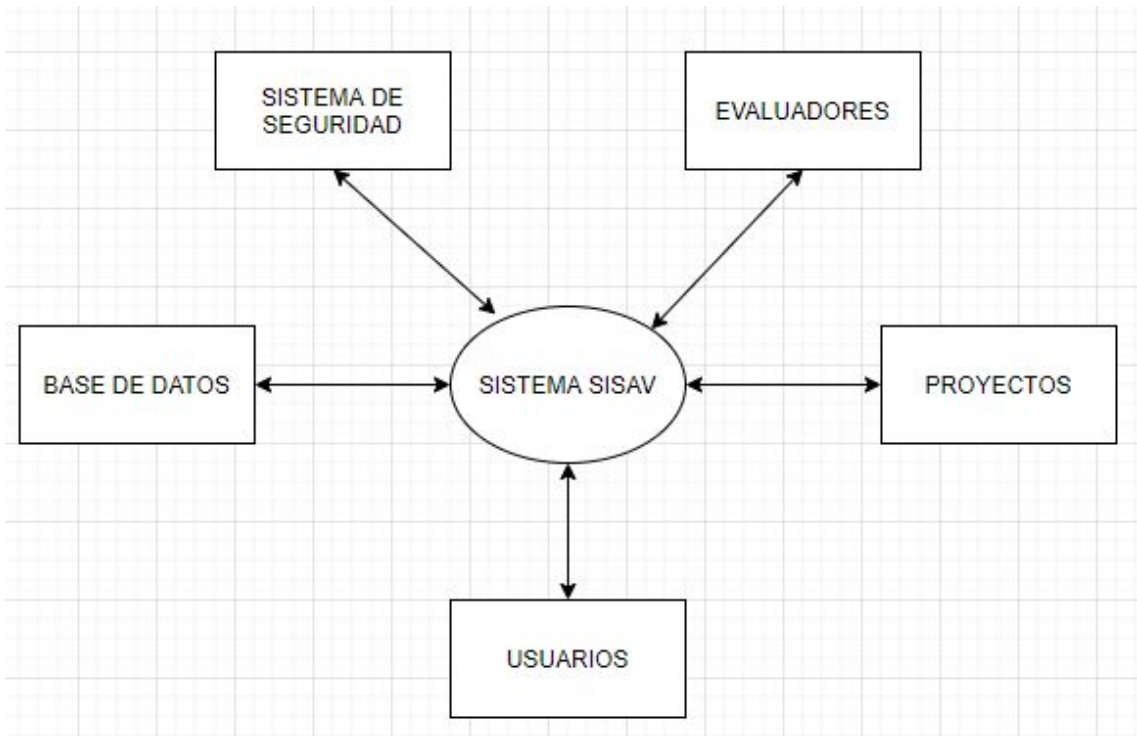 SISTEMA DE
SEGURIDAD
EVALUADORES
BASE DE DATOS
SISTEMA SISAV
PROYECTOS
USUARIOS